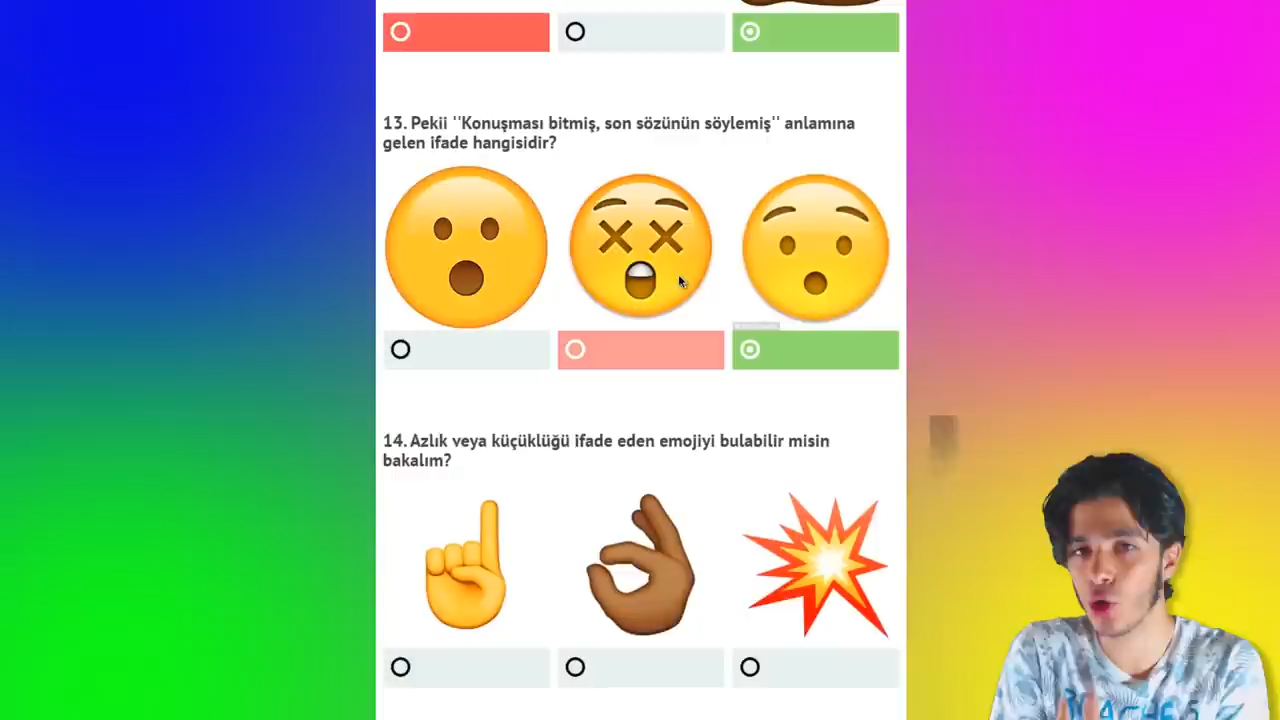 13. Pekii ''Konuşması bitmiş, son sözünün söylemiş'' anlamına
gelen ifade hangisidir?
14. Azlık veya küçüklüğü ifade eden emojiyi bulabilir misin
bakalım?